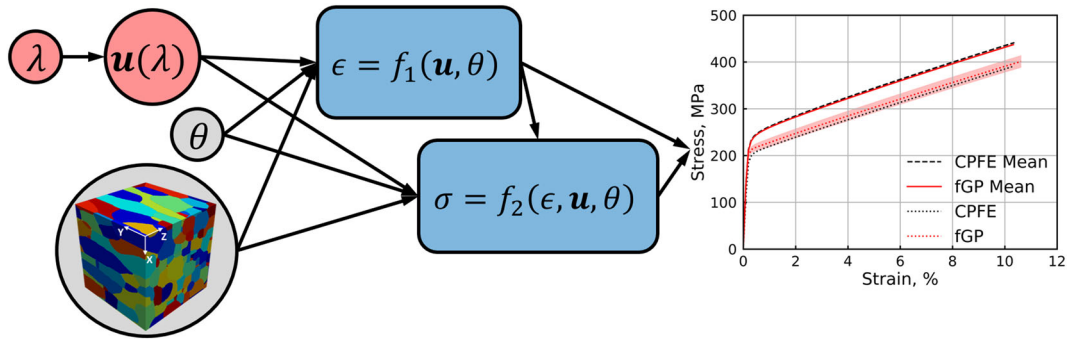 λ
u(λ)
θ
Y
Z
X
ϵ = f₁(u, θ)
σ = f₂(ϵ, u, θ)
Stress, MPa
500
400
300
200
100
0
CPFE Mean
fGP Mean
CPFE
fGP
0 2 4 6 8 10 12
Strain, %